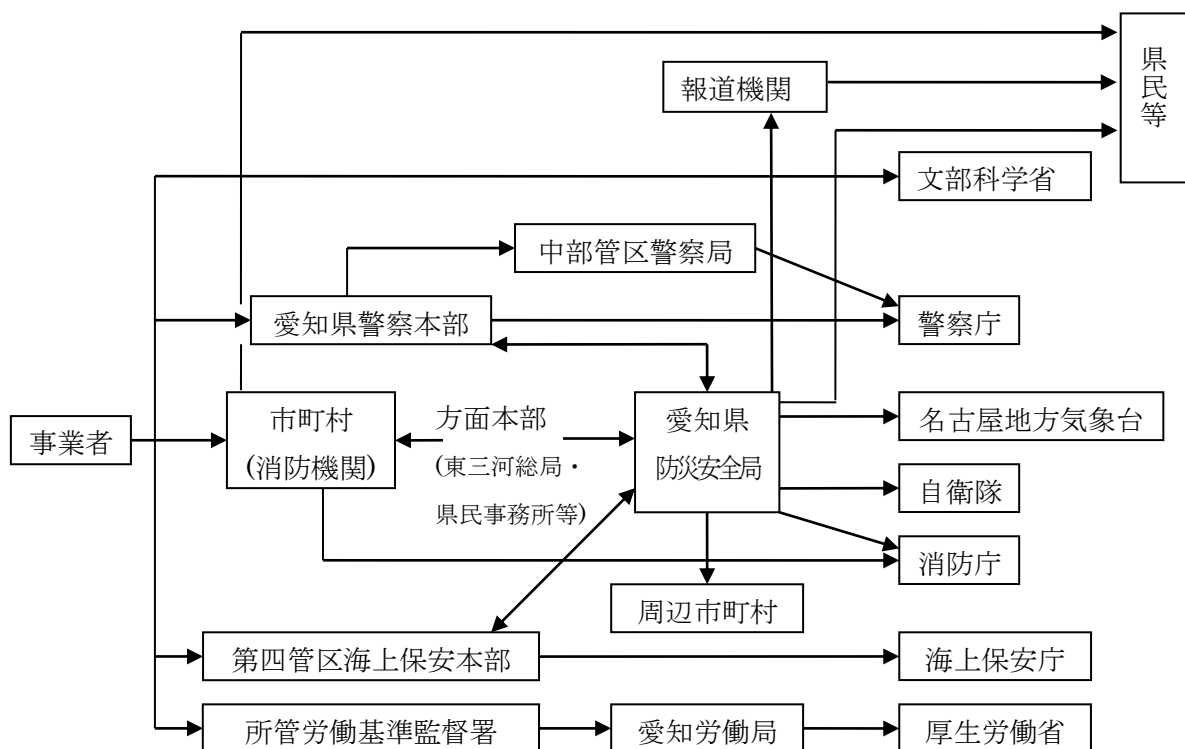 県民等
報道機関
文部科学省
中部管区警察局
愛知県警察本部
警察庁
事業者
市町村
(消防機関)
方面本部
(東三河総局・
県民事務所等)
愛知県
防災安全局
名古屋地方気象台
自衛隊
消防庁
周辺市町村
第四管区海上保安本部
海上保安庁
所管労働基準監督署
愛知労働局
厚生労働省